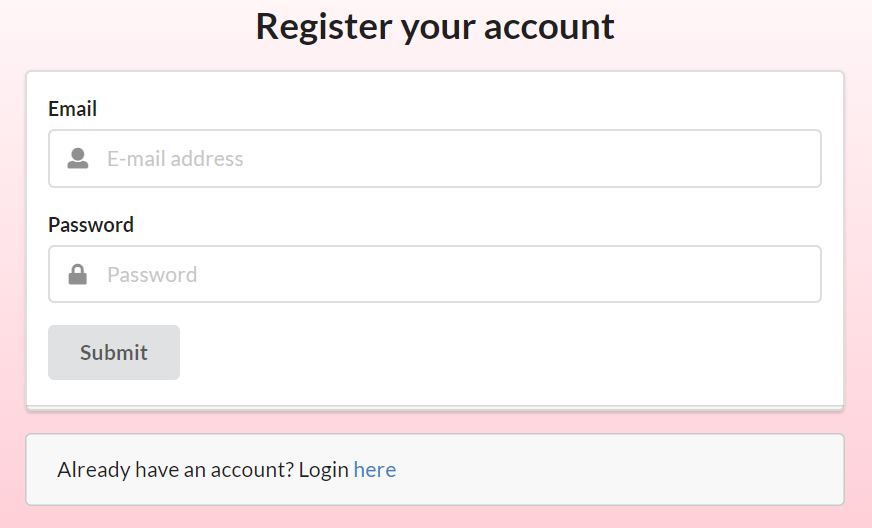 Register your account
Email
E-mail address
Password
Password
Submit
Already have an account? Login here